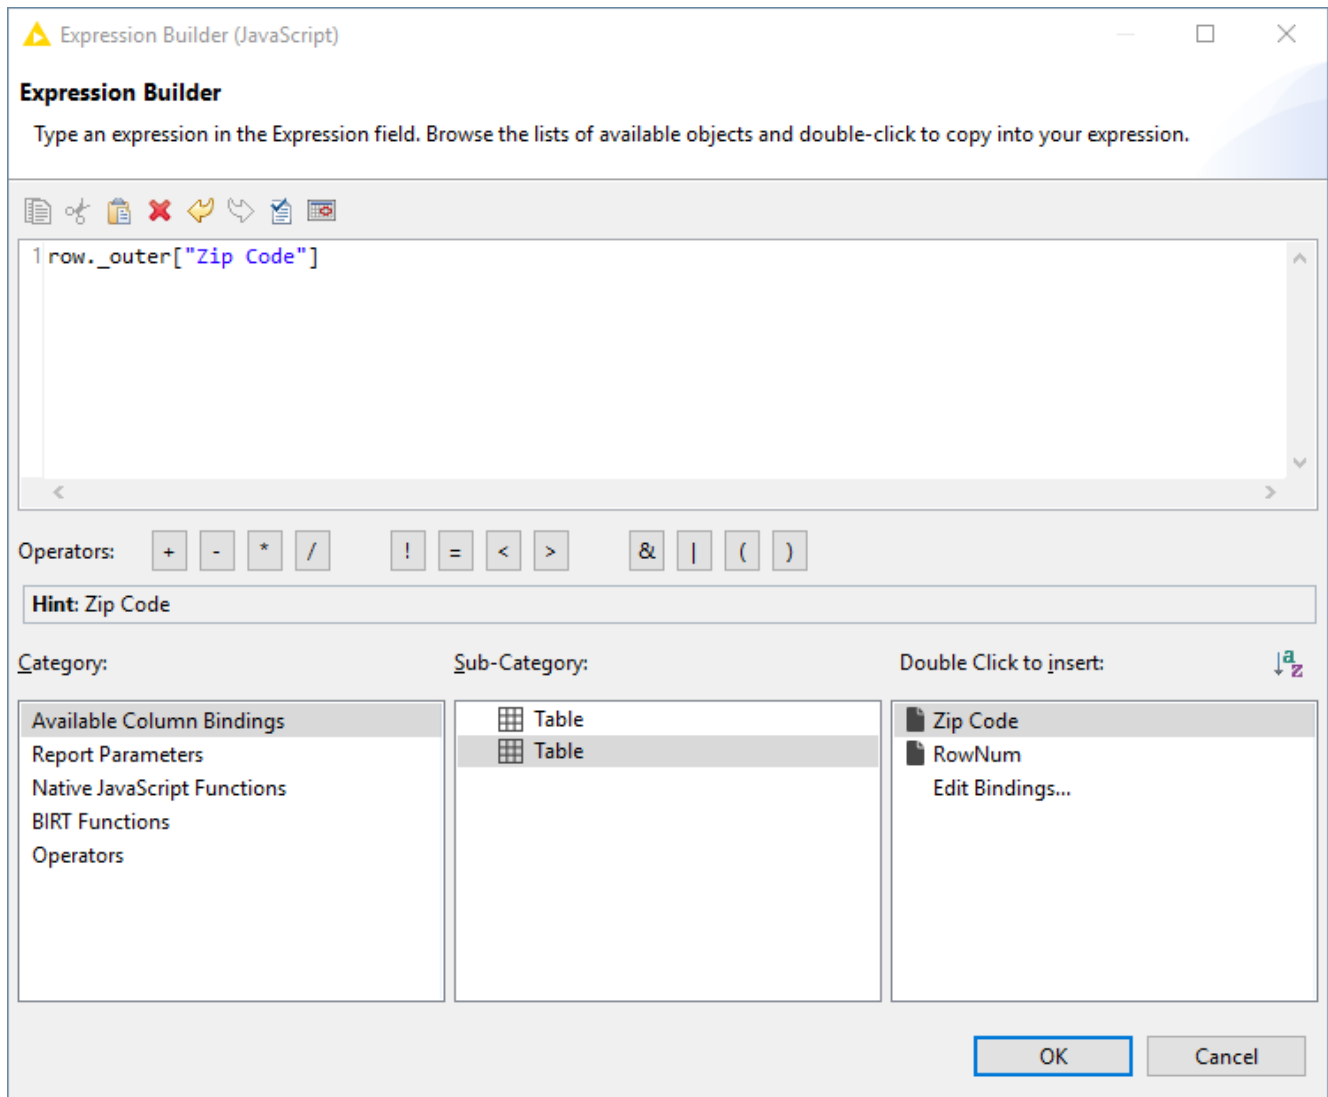 Expression Builder (JavaScript)
Expression Builder
Type an expression in the Expression field. Browse the lists of available objects and double-click to copy into your expression.
1 row._outer["Zip Code"]
Operators: + - * / ! = < > & | ( )
Hint: Zip Code
Category: Sub-Category: Double Click to insert:
Available Column Bindings
Report Parameters
Native JavaScript Functions
BIRT Functions
Operators
Table
Table
Zip Code
RowNum
Edit Bindings...
OK Cancel